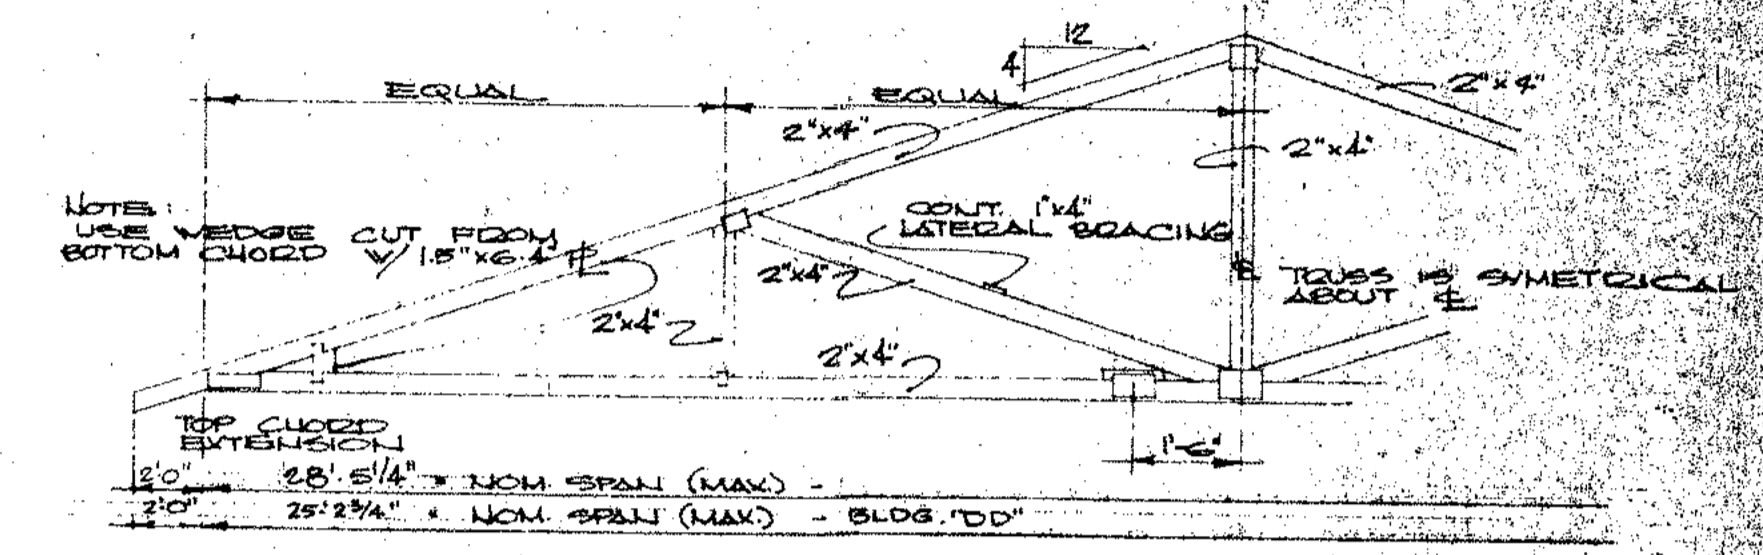 12
4
EQUAL
EQUAL
2"x4"
2"x4"
2"x4"
NOTE:
USE WEDGE CUT FROM
BOTTOM CHORD W/ 1.5"x6.4" PL
CONT. 1"x4"
LATERAL BRACING
2"x4"
℄ TRUSS IS SYMETRICAL
ABOUT ℄
2"x4"
2"x4"
TOP CHORD
EXTENSION
1'-6"
2'0" 28'-5 1/4" = NOM. SPAN (MAX.) -
2'0" 25'-2 3/4" = NOM. SPAN (MAX.) - BLDG. "DD"